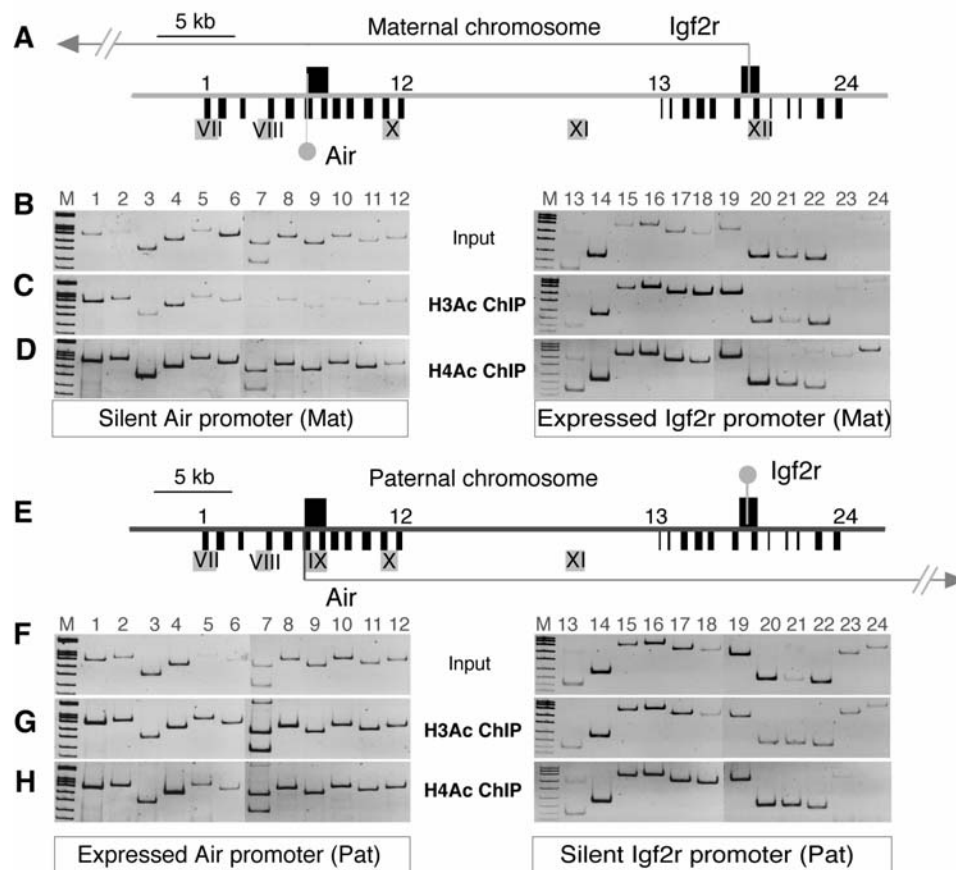 A 5 kb Maternal chromosome Igf2r
1 12 13 24
VII VIII X XI XII
Air
B M 1 2 3 4 5 6 7 8 9 10 11 12 Input M 13 14 15 16 17 18 19 20 21 22 23 24
C H3Ac ChIP
D H4Ac ChIP
Silent Air promoter (Mat) Expressed Igf2r promoter (Mat)
5 kb Paternal chromosome Igf2r
E 1 12 13 24
VII VIII IX X XI
Air
F M 1 2 3 4 5 6 7 8 9 10 11 12 Input M 13 14 15 16 17 18 19 20 21 22 23 24
G H3Ac ChIP
H H4Ac ChIP
Expressed Air promoter (Pat) Silent Igf2r promoter (Pat)